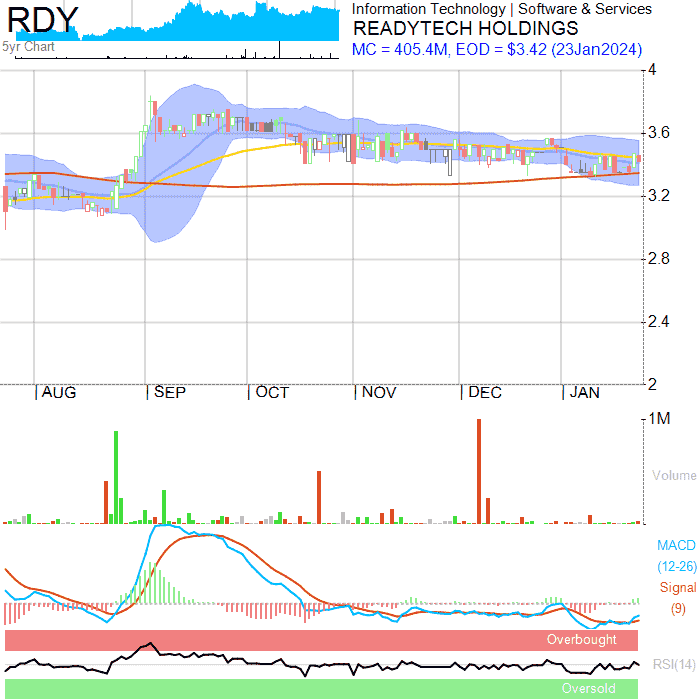 RDY
5yr Chart
Information Technology | Software & Services
READYTECH HOLDINGS
MC = 405.4M, EOD = $3.42 (23Jan2024)
4
3.6
3.2
2.8
2.4
2
| AUG | SEP | OCT | NOV | DEC | JAN
1M
Volume
MACD
(12-26)
Signal
(9)
Overbought
RSI(14)
Oversold